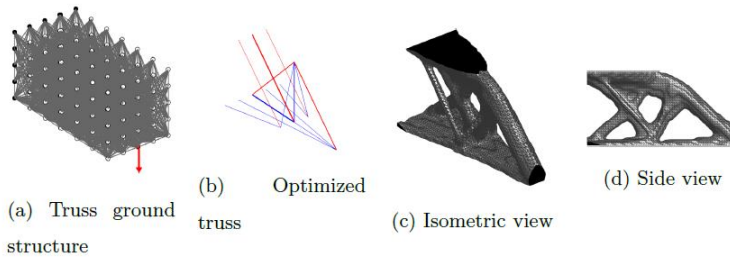 (a) Truss ground
structure
(b) Optimized
truss
(c) Isometric view
(d) Side view